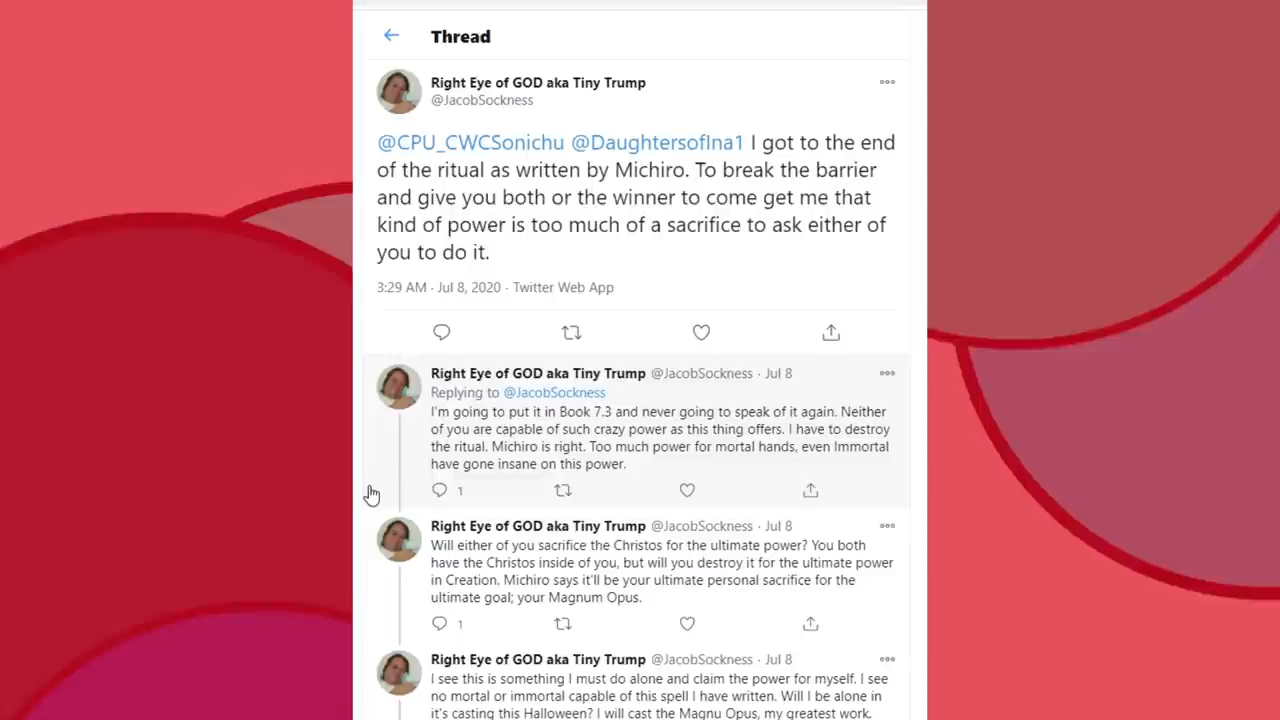 Thread
Right Eye of GOD aka Tiny Trump
@JacobSockness
@CPU_CWCSonichu @DaughtersofIna1 I got to the end
of the ritual as written by Michiro. To break the barrier
and give you both or the winner to come get me that
kind of power is too much of a sacrifice to ask either of
you to do it.
3:29 AM · Jul 8, 2020 · Twitter Web App
Right Eye of GOD aka Tiny Trump @JacobSockness · Jul 8
Replying to @JacobSockness
I'm going to put it in Book 7.3 and never going to speak of it again. Neither
of you are capable of such crazy power as this thing offers. I have to destroy
the ritual. Michiro is right. Too much power for mortal hands, even Immortal
have gone insane on this power.
1
Right Eye of GOD aka Tiny Trump @JacobSockness · Jul 8
Will either of you sacrifice the Christos for the ultimate power? You both
have the Christos inside of you, but will you destroy it for the ultimate power
in Creation. Michiro says it'll be your ultimate personal sacrifice for the
ultimate goal; your Magnum Opus.
1
Right Eye of GOD aka Tiny Trump @JacobSockness · Jul 8
I see this is something I must do alone and claim the power for myself. I see
no mortal or immortal capable of this spell I have written. Will I be alone in
it's casting this Halloween? I will cast the Magnu Opus, my greatest work.